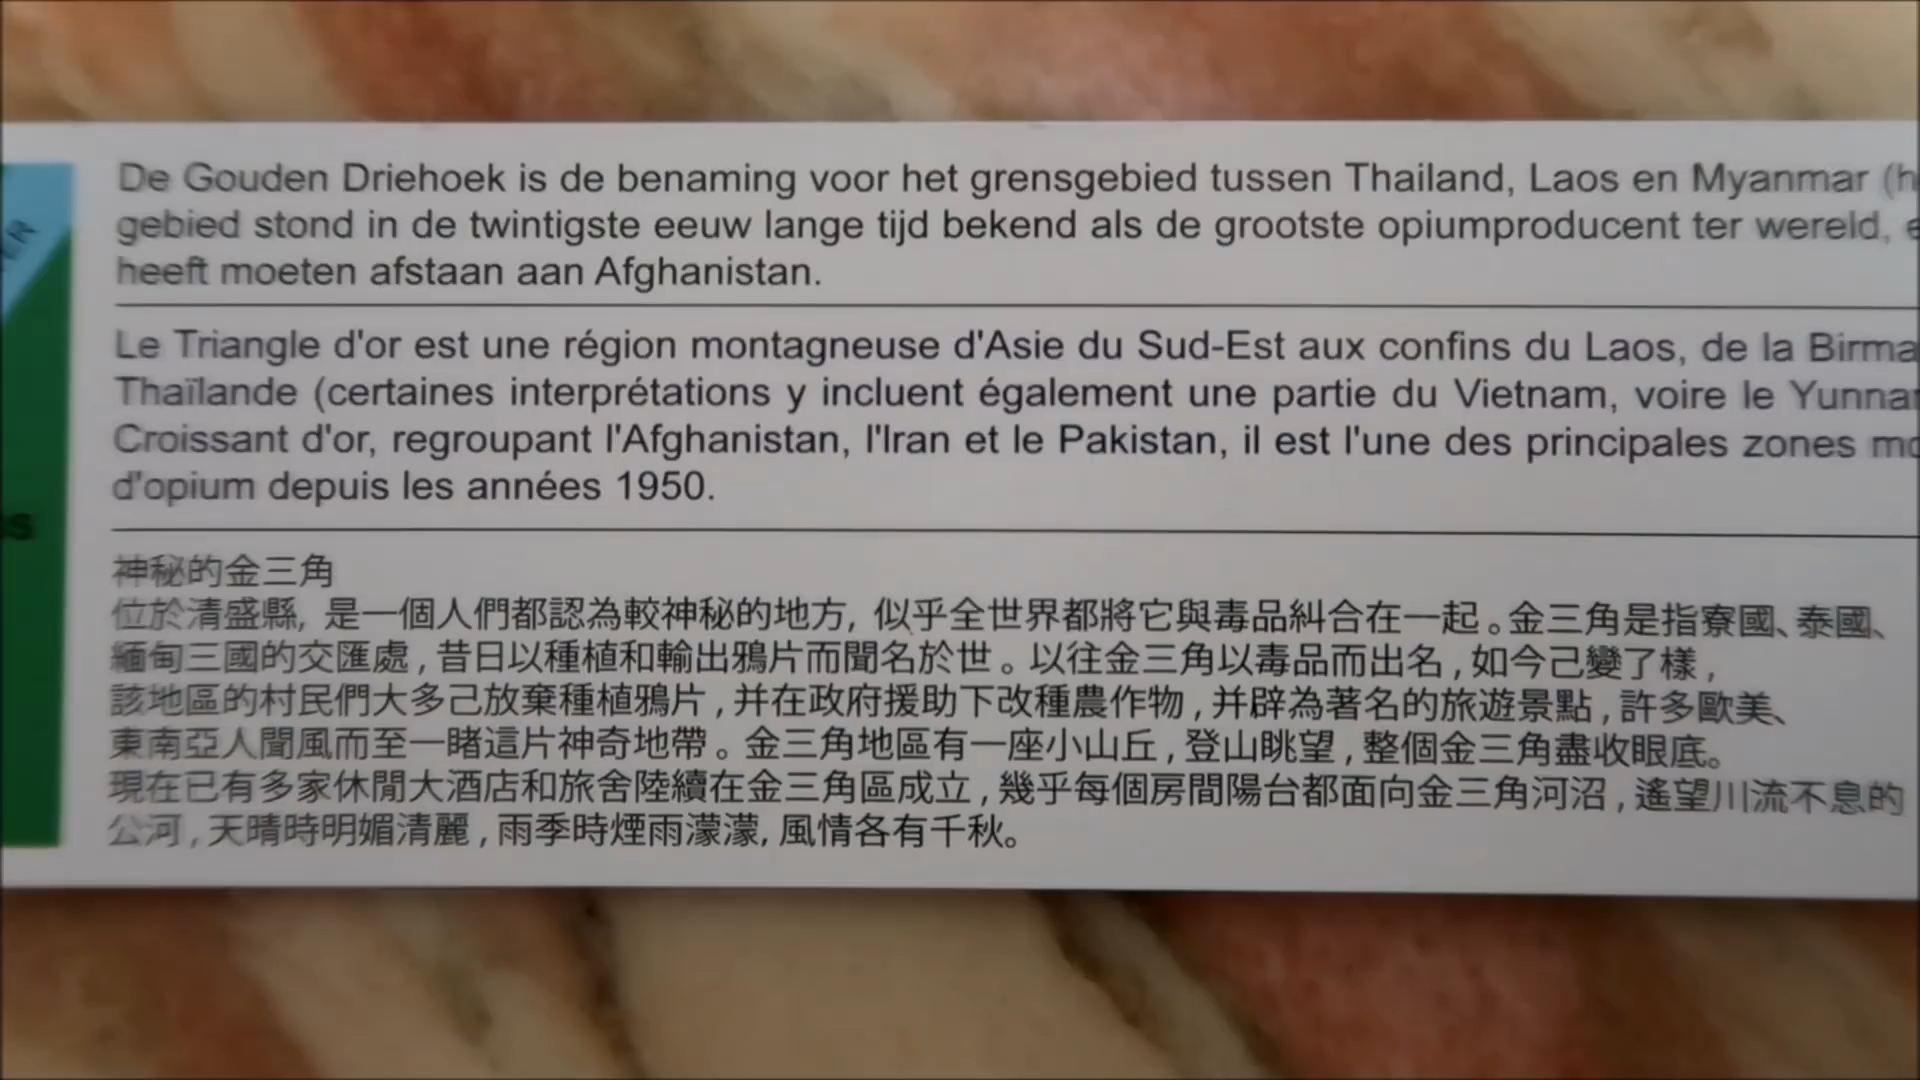 De Gouden Driehoek is de benaming voor het grensgebied tussen Thailand, Laos en Myanmar
gebied stond in de twintigste eeuw lange tijd bekend als de grootste opiumproducent ter wereld,
heeft moeten afstaan aan Afghanistan.
Le Triangle d'or est une région montagneuse d'Asie du Sud-Est aux confins du Laos, de la
Thaïlande (certaines interprétations y incluent également une partie du Vietnam, voire le
Croissant d'or, regroupant l'Afghanistan, l'Iran et le Pakistan, il est l'une des principales zones
d'opium depuis les années 1950.
神秘的金三角
位於清盛縣, 是一個人們都認為較神秘的地方, 似乎全世界都將它與毒品糾合在一起。金三角是指寮國、泰國、
緬甸三國的交匯處,昔日以種植和輸出鴉片而聞名於世。以往金三角以毒品而出名,如今己變了樣,
該地區的村民們大多己放棄種植鴉片,并在政府援助下改種農作物,并辟為著名的旅遊景點,許多歐美、
東南亞人聞風而至一睹這片神奇地帶。金三角地區有一座小山丘,登山眺望,整個金三角盡收眼底。
現在已有多家休閒大酒店和旅舍陸續在金三角區成立,幾乎每個房間陽台都面向金三角河沼,遙望川流不息的
公河,天晴時明媚清麗,雨季時煙雨濛濛, 風情各有千秋。